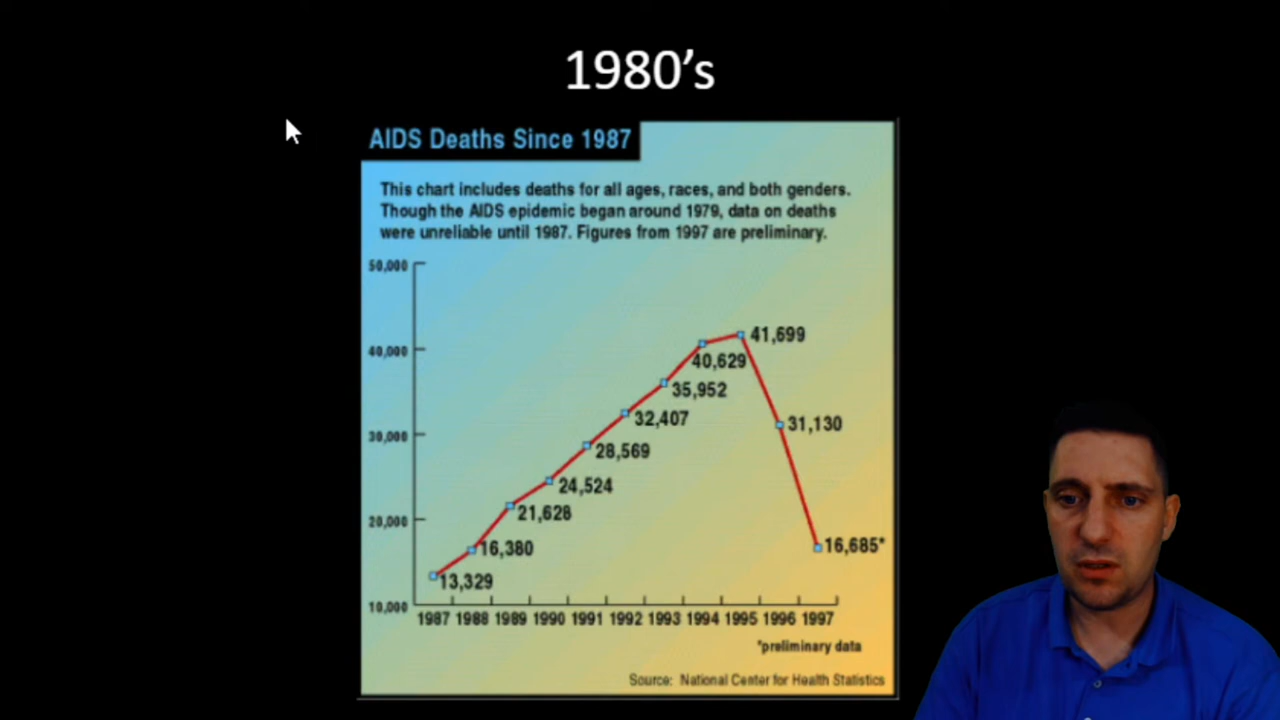 1980’s
AIDS Deaths Since 1987
This chart includes deaths for all ages, races, and both genders.
Though the AIDS epidemic began around 1979, data on deaths
were unreliable until 1987. Figures from 1997 are preliminary.
50,000
41,699
40,000
40,629
35,952
32,407
31,130
30,000
28,569
24,524
20,000
21,628
16,685*
16,380
13,329
10,000
1987 1988 1989 1990 1991 1992 1993 1994 1995 1996 1997
*preliminary data
Source: National Center for Health Statistics